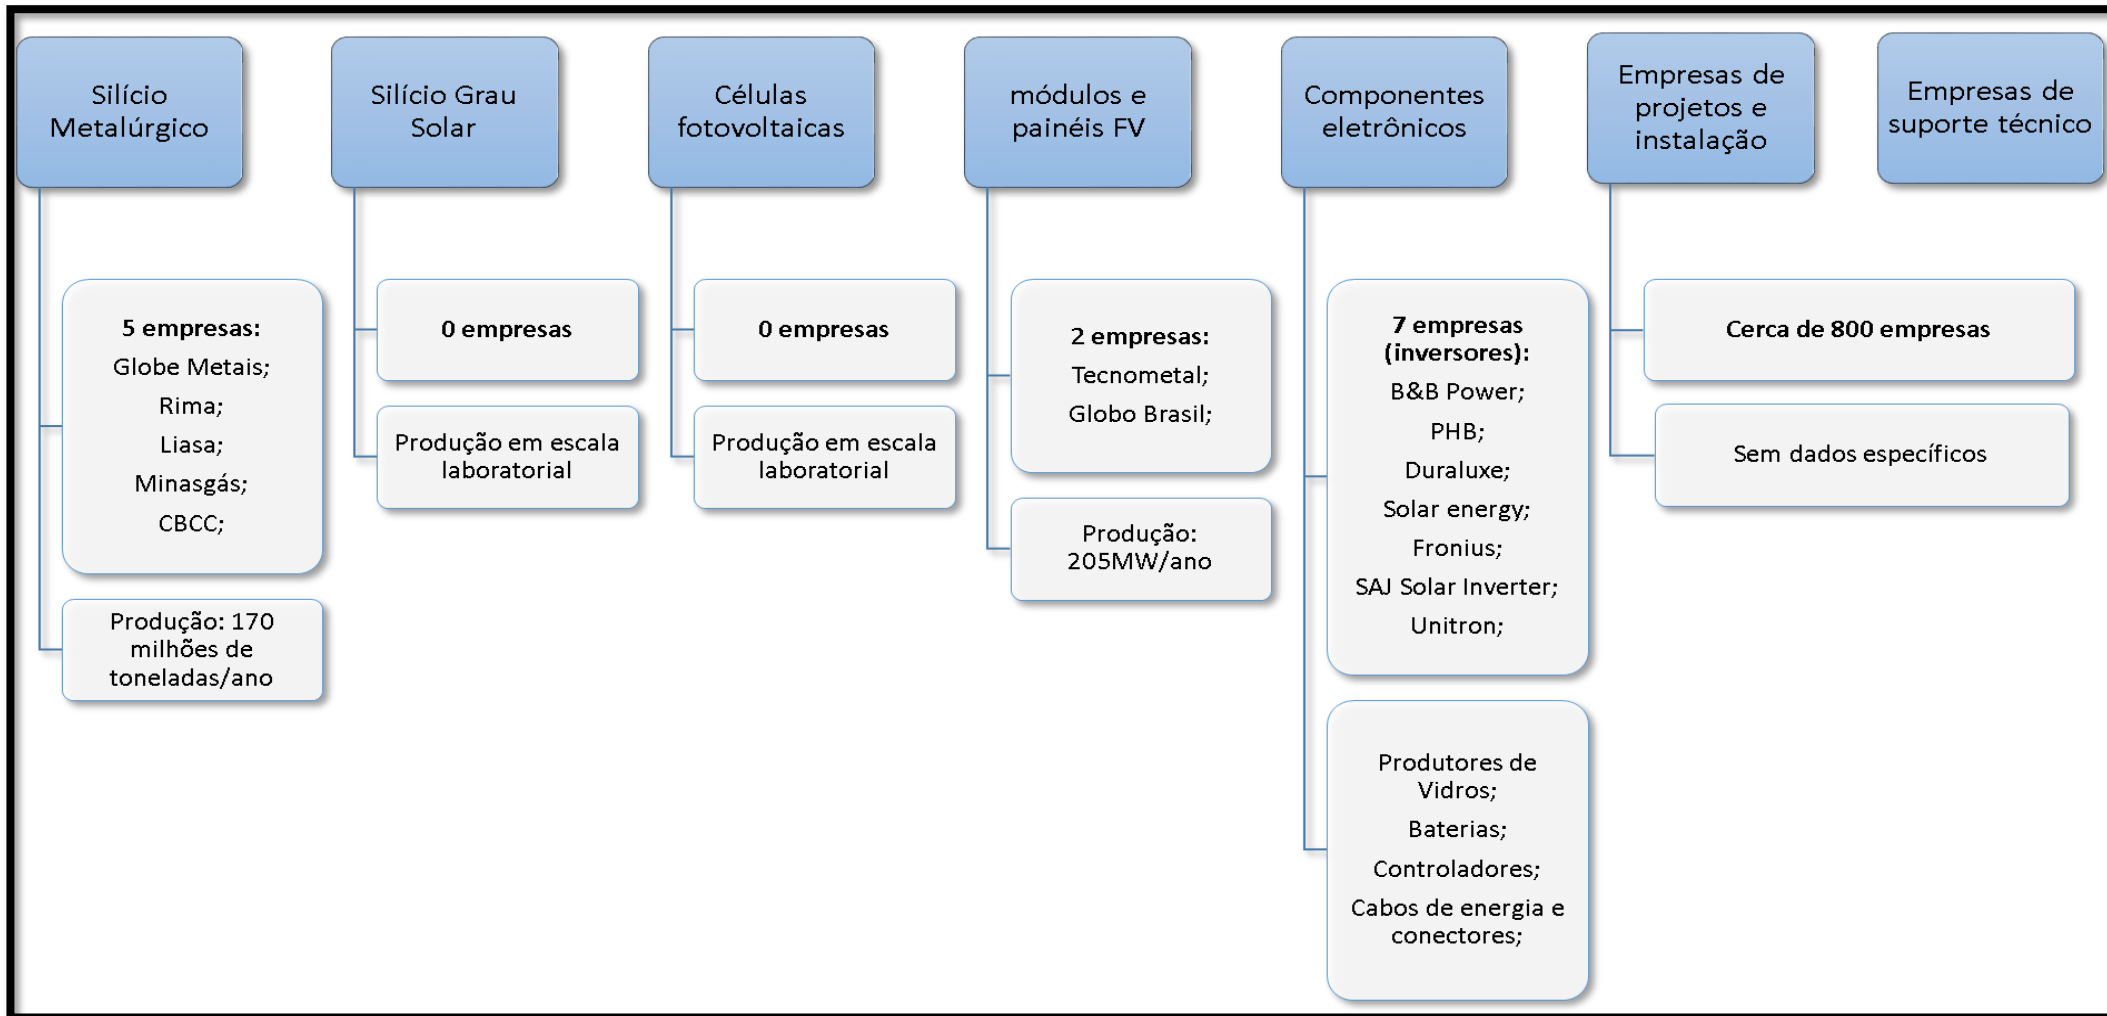 Silício
Metalúrgico
5 empresas:
Globe Metais;
Rima;
Liasa;
Minasgás;
CBCC;
Produção: 170
milhões de
toneladas/ano
Silício Grau
Solar
0 empresas
Produção em escala
laboratorial
Células
fotovoltaicas
0 empresas
Produção em escala
laboratorial
módulos e
painéis FV
2 empresas:
Tecnometal;
Globo Brasil;
Produção:
205MW/ano
Componentes
eletrônicos
7 empresas
(inversores):
B&B Power;
PHB;
Duraluxe;
Solar energy;
Fronius;
SAJ Solar Inverter;
Unitron;
Produtores de
Vidros;
Baterias;
Controladores;
Cabos de energia e
conectores;
Empresas de
projetos e
instalação
Cerca de 800 empresas
Sem dados específicos
Empresas de
suporte técnico